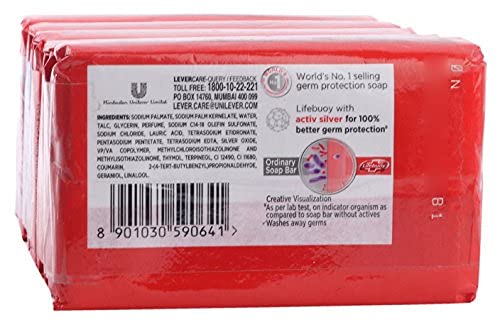 LEVERCARE-QUERY / FEEDBACK
TOLL FREE: 1800-10-22-221
PO BOX 14760, MUMBAI 400 099
LEVER.CARE@UNILEVER.COM
Hindustan Unilever Limited
INGREDIENTS: SODIUM PALMATE, SODIUM PALM KERNELATE, WATER,
TALC, GLYCERIN, PERFUME, SODIUM C14-18 OLEFIN SULFONATE,
SODIUM CHLORIDE, LAURIC ACID, TETRASODIUM ETIDRONATE,
PENTASODIUM PENTETATE, TETRASODIUM EDTA, SILVER OXIDE,
VP/VA COPOLYMER, METHYLCHLOROISOTHIAZOLINONE AND
METHYLISOTHIAZOLINONE, THYMOL, TERPINEOL, CI 12490, CI 11680,
COUMARIN, 2-(4-TERT-BUTYLBENZYL)PROPIONALDEHYDE,
GERANIOL, LINALOOL.
8 901030 590641 >
World's No. 1 selling
germ protection soap
Lifebuoy with
activ silver for 100%
better germ protection*
Ordinary
Soap Bar
Lifebuoy
Creative Visualization
*As per lab test, on indicator organism as
compared to soap bar without actives
✓Washes away germs
B1